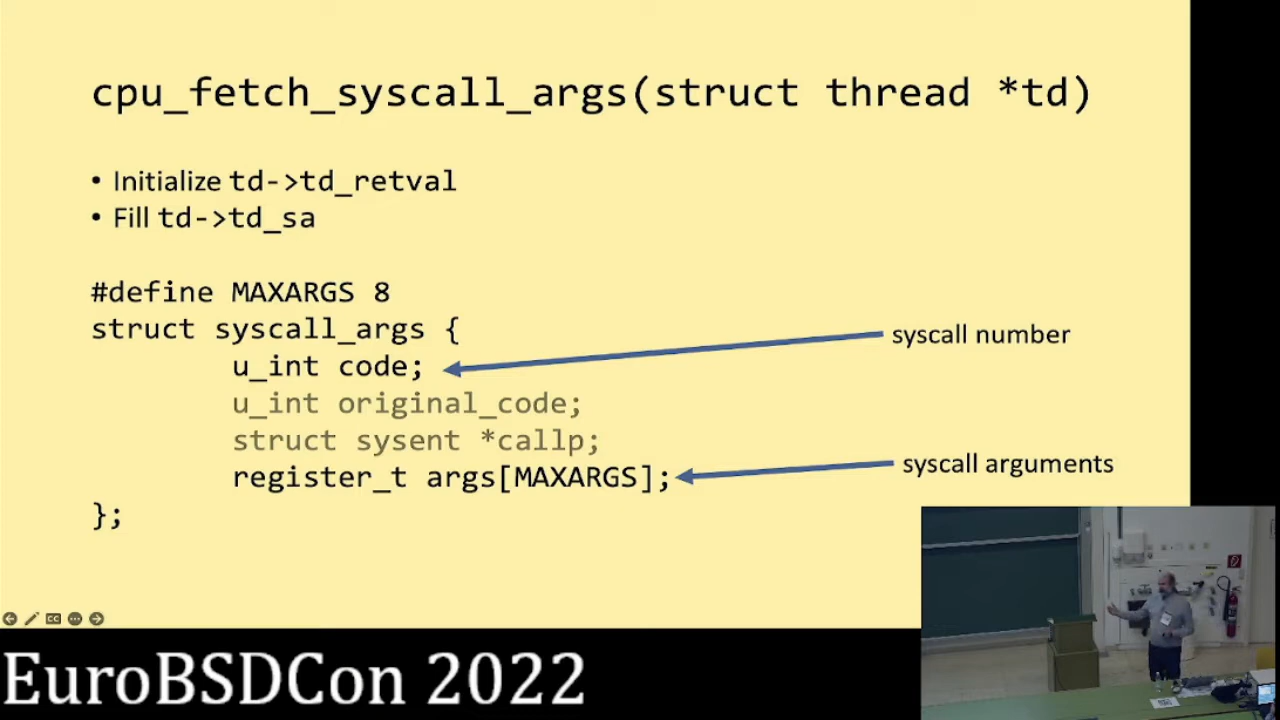 cpu_fetch_syscall_args(struct thread *td)
• Initialize td->td_retval
• Fill td->td_sa
#define MAXARGS 8
struct syscall_args {
u_int code;
syscall number
u_int original_code;
struct sysent *callp;
register_t args[MAXARGS];
syscall arguments
};
CC
EuroBSDCon 2022